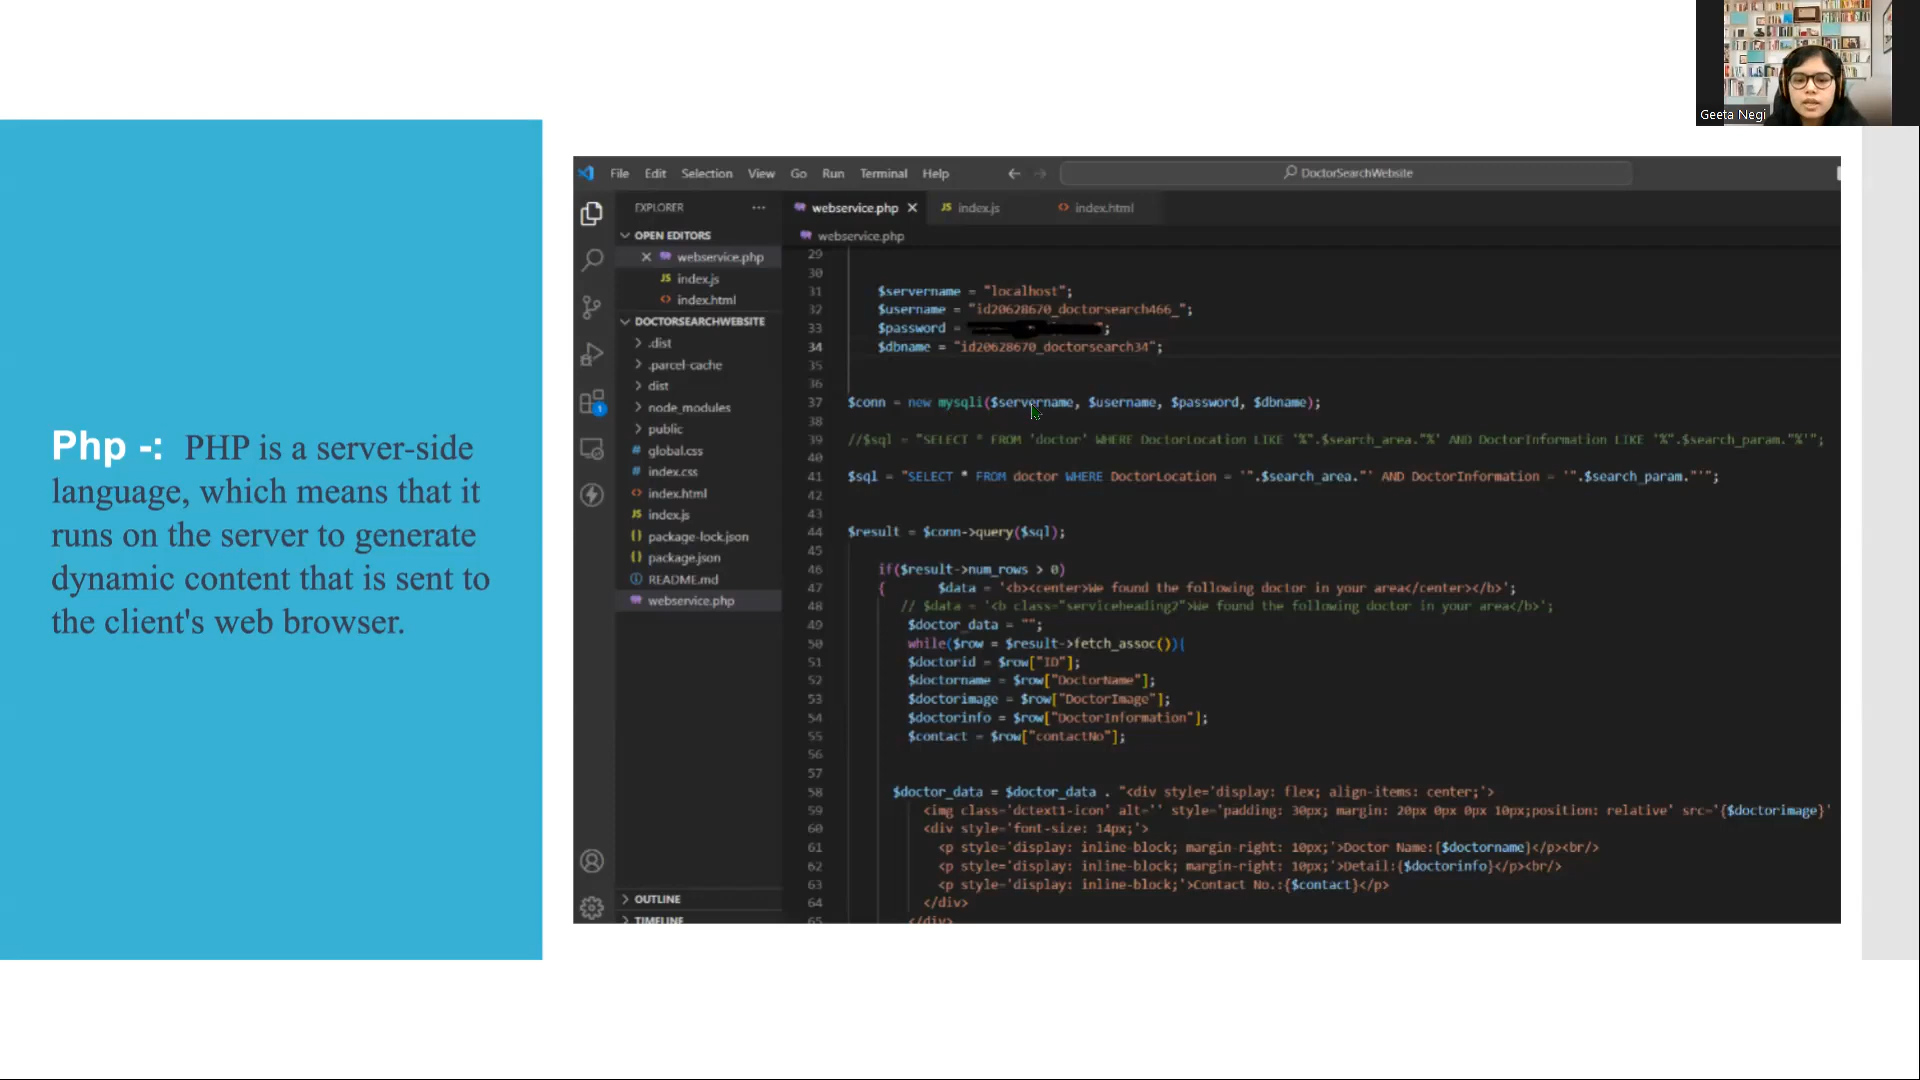 Geeta Negi
Php -: PHP is a server-side
language, which means that it
runs on the server to generate
dynamic content that is sent to
the client's web browser.
File Edit Selection View Go Run Terminal Help
DoctorSearchWebsite
EXPLORER
OPEN EDITORS
webservice.php
index.js
index.html
DOCTORSEARCHWEBSITE
.dist
.parcel-cache
dist
node_modules
public
global.css
index.css
index.html
index.js
package-lock.json
package.json
README.md
webservice.php
OUTLINE
TIMELINE
webservice.php index.js index.html
webservice.php
29
30
31 $servername = "localhost";
32 $username = "id20628670_doctorsearch466_";
33 $password = ";
34 $dbname = "id20628670_doctorsearch34";
35
36
37 $conn = new mysqli($servername, $username, $password, $dbname);
38
39 //$sql = "SELECT * FROM 'doctor' WHERE DoctorLocation LIKE '%".$search_area."%' AND DoctorInformation LIKE '%".$search_param."%'";
40
41 $sql = "SELECT * FROM doctor WHERE DoctorLocation = '".$search_area."' AND DoctorInformation = '".$search_param."'";
42
43
44 $result = $conn->query($sql);
45
46 if($result->num_rows > 0)
47 { $data = '<b><center>We found the following doctor in your area</center></b>';
48 // $data = '<b class="serviceheading2">We found the following doctor in your area</b>';
49 $doctor_data = "";
50 while($row = $result->fetch_assoc()){
51 $doctorid = $row["ID"];
52 $doctorname = $row["DoctorName"];
53 $doctorimage = $row["DoctorImage"];
54 $doctorinfo = $row["DoctorInformation"];
55 $contact = $row["contactNo"];
56
57
58 $doctor_data = $doctor_data . "<div style='display: flex; align-items: center;'>
59 <img class='dctext1-icon' alt='' style='padding: 30px; margin: 20px 0px 0px 10px;position: relative' src='{$doctorimage}'
60 <div style='font-size: 14px;'>
61 <p style='display: inline-block; margin-right: 10px;'>Doctor Name:{$doctorname}</p><br/>
62 <p style='display: inline-block; margin-right: 10px;'>Detail:{$doctorinfo}</p><br/>
63 <p style='display: inline-block;'>Contact No.:{$contact}</p>
64 </div>
65 </div>